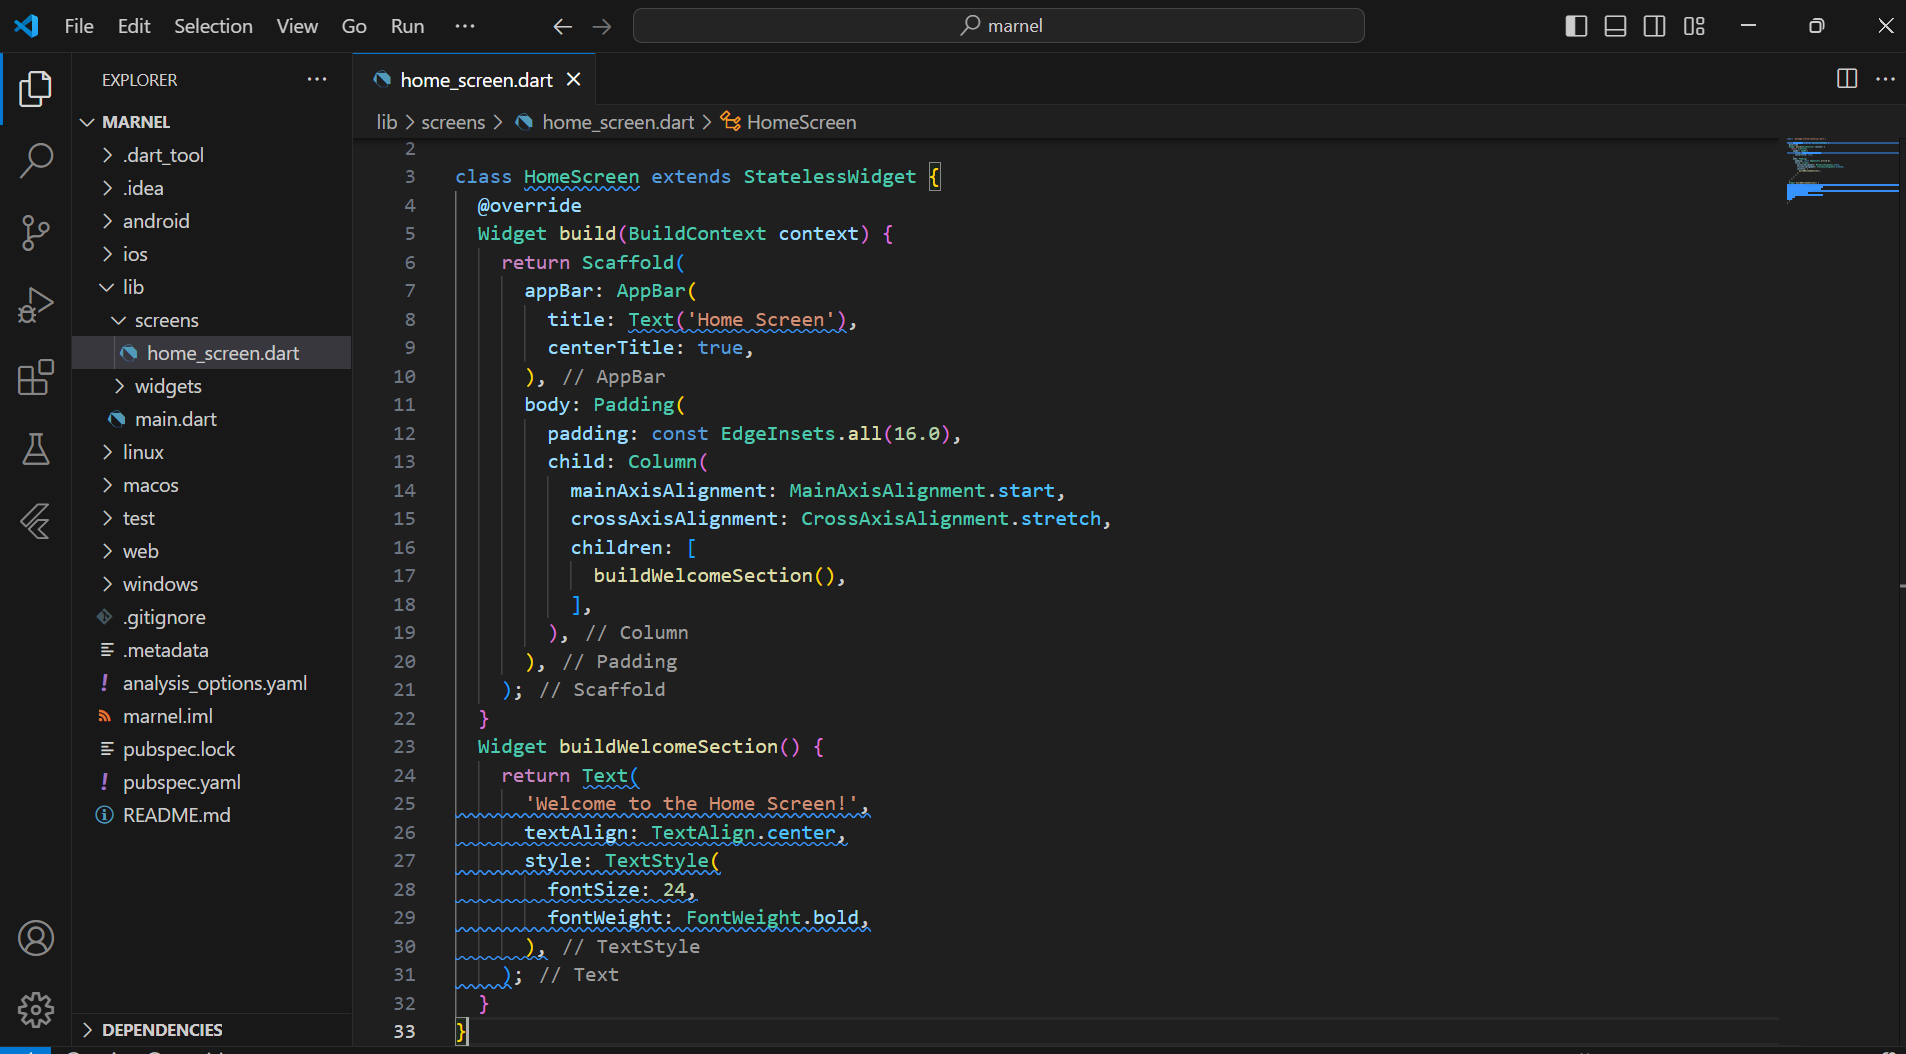 File Edit Selection View Go Run ···
marnel
EXPLORER ···
MARNEL
.dart_tool
.idea
android
ios
lib
screens
home_screen.dart
widgets
main.dart
linux
macos
test
web
windows
.gitignore
.metadata
analysis_options.yaml
marnel.iml
pubspec.lock
pubspec.yaml
README.md
DEPENDENCIES
home_screen.dart
lib > screens > home_screen.dart > HomeScreen
2
3 class HomeScreen extends StatelessWidget {
4 @override
5 Widget build(BuildContext context) {
6 return Scaffold(
7 appBar: AppBar(
8 title: Text('Home Screen'),
9 centerTitle: true,
10 ), // AppBar
11 body: Padding(
12 padding: const EdgeInsets.all(16.0),
13 child: Column(
14 mainAxisAlignment: MainAxisAlignment.start,
15 crossAxisAlignment: CrossAxisAlignment.stretch,
16 children: [
17 buildWelcomeSection(),
18 ],
19 ), // Column
20 ), // Padding
21 ); // Scaffold
22 }
23 Widget buildWelcomeSection() {
24 return Text(
25 'Welcome to the Home Screen!',
26 textAlign: TextAlign.center,
27 style: TextStyle(
28 fontSize: 24,
29 fontWeight: FontWeight.bold,
30 ), // TextStyle
31 ); // Text
32 }
33 }